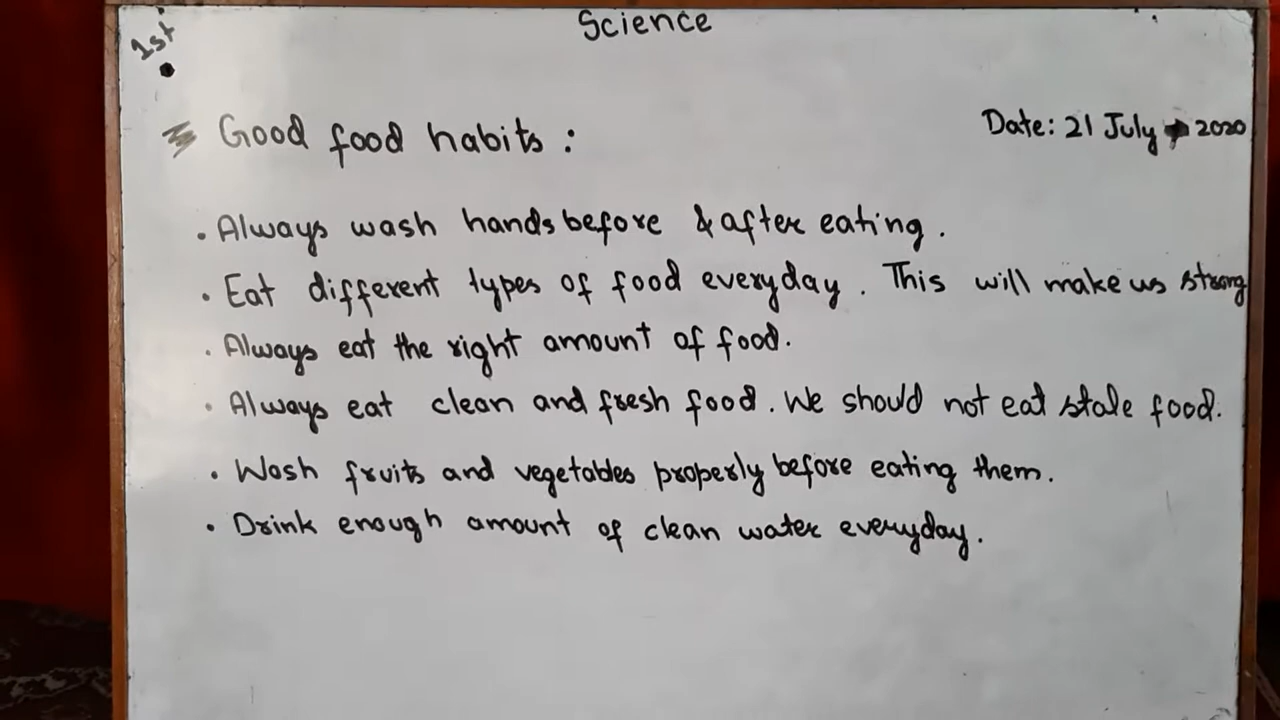 Science
1st
Good food habits :
Date: 21 July 2020
. Always wash hands before & after eating.
. Eat different types of food everyday. This will make us strong
. Always eat the right amount of food.
. Always eat clean and fresh food. We should not eat stale food.
. Wash fruits and vegetables properly before eating them.
. Drink enough amount of clean water everyday.